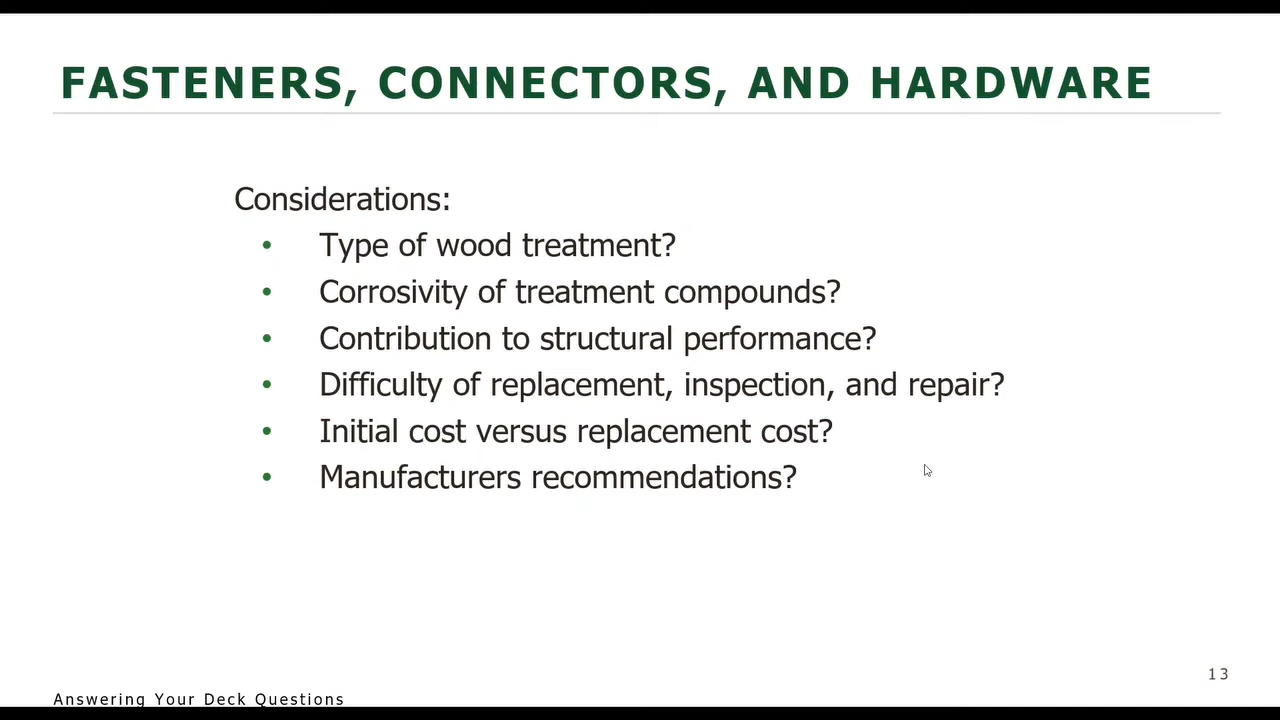 FASTENERS, CONNECTORS, AND HARDWARE
Considerations:
• Type of wood treatment?
• Corrosivity of treatment compounds?
• Contribution to structural performance?
• Difficulty of replacement, inspection, and repair?
• Initial cost versus replacement cost?
• Manufacturers recommendations?
13
Answering Your Deck Questions